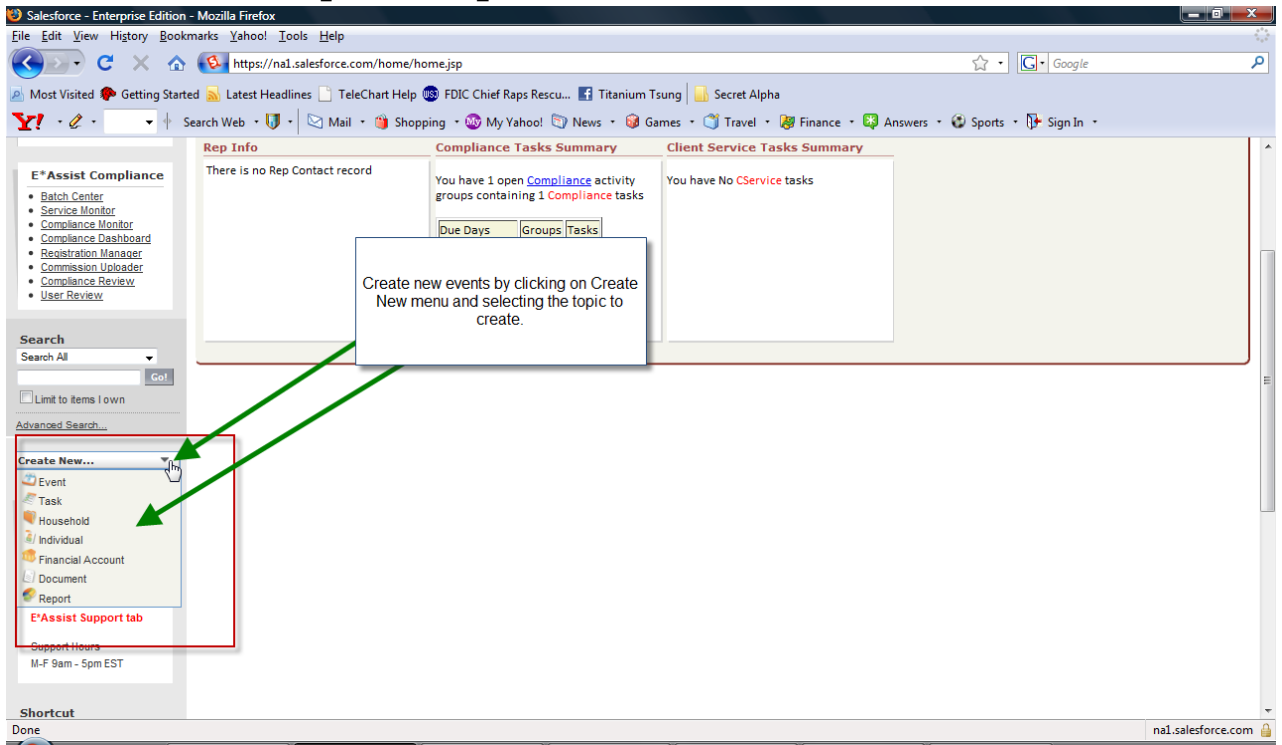 Salesforce - Enterprise Edition - Mozilla Firefox
File Edit View History Bookmarks Yahoo! Tools Help
https://na1.salesforce.com/home/home.jsp
G Google
Most Visited Getting Started Latest Headlines TeleChart Help FDIC Chief Raps Rescu... Titanium Tsung Secret Alpha
Y! Search Web Mail Shopping My Yahoo! News Games Travel Finance Answers Sports Sign In
Rep Info Compliance Tasks Summary Client Service Tasks Summary
There is no Rep Contact record
You have 1 open Compliance activity
groups containing 1 Compliance tasks
You have No CService tasks
Due Days Groups Tasks
E*Assist Compliance
• Batch Center
• Service Monitor
• Compliance Monitor
• Compliance Dashboard
• Registration Manager
• Commission Uploader
• Compliance Review
• User Review
Create new events by clicking on Create
New menu and selecting the topic to
create.
Search
Search All
Go!
Limit to items I own
Advanced Search...
Create New...
Event
Task
Household
Individual
Financial Account
Document
Report
E*Assist Support tab
Support Hours
M-F 9am - 5pm EST
Shortcut
Done na1.salesforce.com